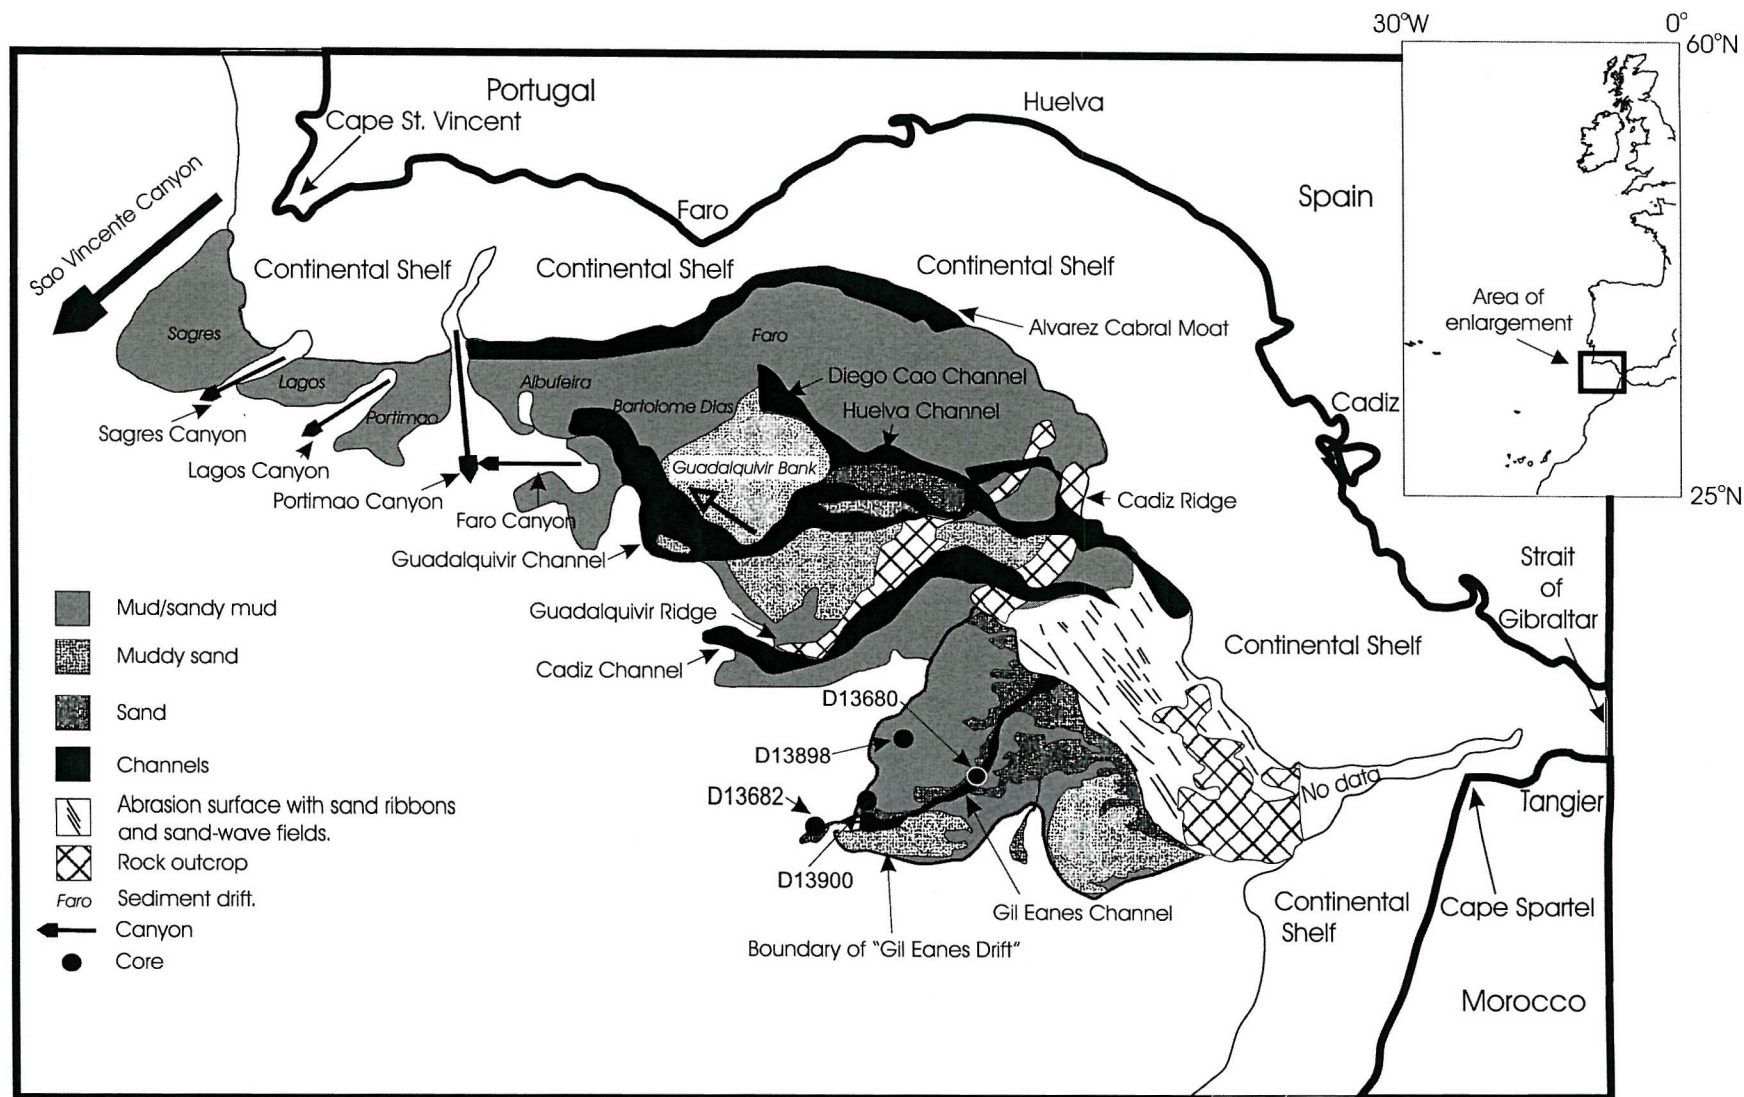 30°W
0°
60°N
25°N
Area of
enlargement
Portugal
Huelva
Cape St. Vincent
Spain
Faro
Sao Vincente Canyon
Continental Shelf
Continental Shelf
Continental Shelf
Alvarez Cabral Moat
Sagres
Faro
Lagos
Albufeira
Diego Cao Channel
Bartolome Dias
Huelva Channel
Cadiz
Portimao
Sagres Canyon
Lagos Canyon
Guadalquivir Bank
Portimao Canyon
Cadiz Ridge
Faro Canyon
Guadalquivir Channel
Strait
of
Gibraltar
Guadalquivir Ridge
Cadiz Channel
Continental Shelf
D13680
D13898
D13682
D13900
No data
Tangier
Gil Eanes Channel
Boundary of "Gil Eanes Drift"
Continental
Shelf
Cape Spartel
Morocco
Mud/sandy mud
Muddy sand
Sand
Channels
Abrasion surface with sand ribbons
and sand-wave fields.
Rock outcrop
Faro Sediment drift.
Canyon
Core